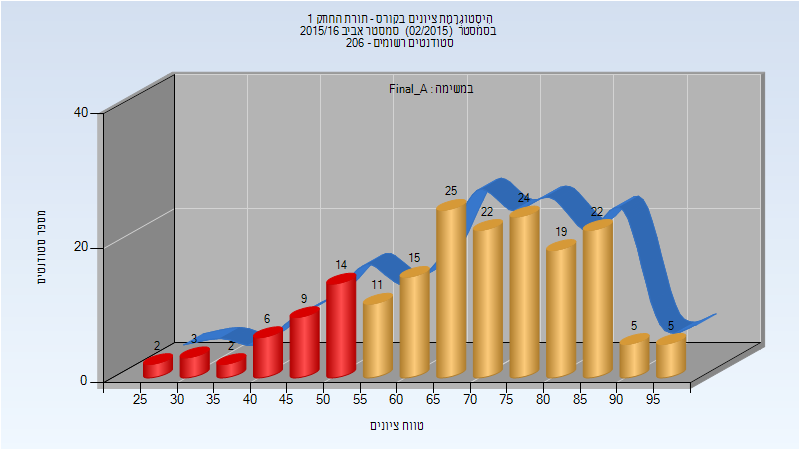 היסטוגרמת ציונים בקורס - תורת החוזק 1
בסמסטר (02/2015) סמסטר אביב 2015/16
סטודנטים רשומים - 206
במשימה : Final_A
מספר סטודנטים
40
20
0
2
3
2
6
9
14
11
15
25
22
24
19
22
5
5
25 30 35 40 45 50 55 60 65 70 75 80 85 90 95
טווח ציונים